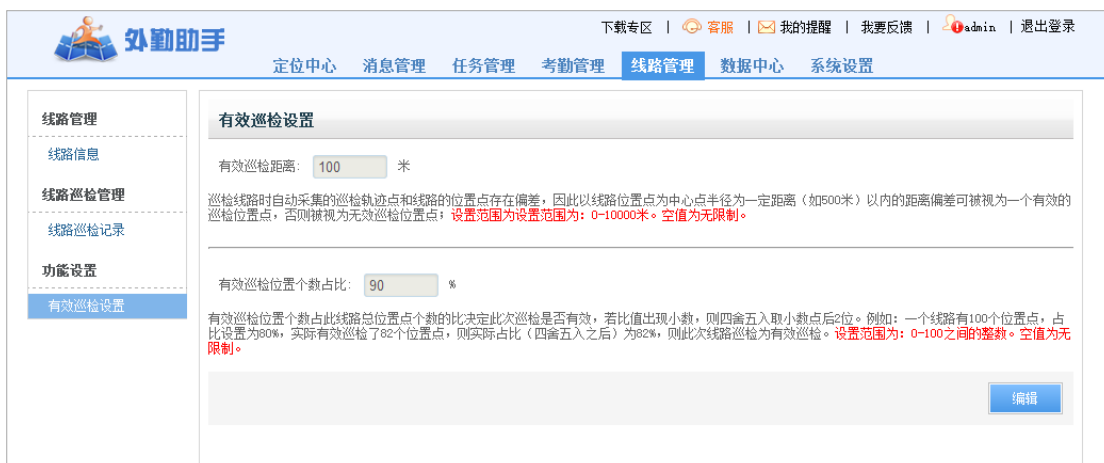 外勤助手
下载专区 | 客服 | 我的提醒 | 我要反馈 | admin | 退出登录
定位中心 消息管理 任务管理 考勤管理 线路管理 数据中心 系统设置
线路管理
线路信息
线路巡检管理
线路巡检记录
功能设置
有效巡检设置
有效巡检设置
有效巡检距离: 100 米
巡检线路时自动采集的巡检轨迹点和线路的位置点存在偏差，因此以线路位置点为中心点半径为一定距离（如500米）以内的距离偏差可被视为一个有效的
巡检位置点，否则被视为无效巡检位置点；设置范围为设置范围为：0-10000米。空值为无限制。
有效巡检位置个数占比: 90 %
有效巡检位置个数占此线路总位置点个数的比决定此次巡检是否有效，若比值出现小数，则四舍五入取小数点后2位。例如：一个线路有100个位置点，占
比设置为80%，实际有效巡检了82个位置点，则实际占比（四舍五入之后）为82%，则此次线路巡检为有效巡检。设置范围为：0-100之间的整数。空值为无
限制。
编辑